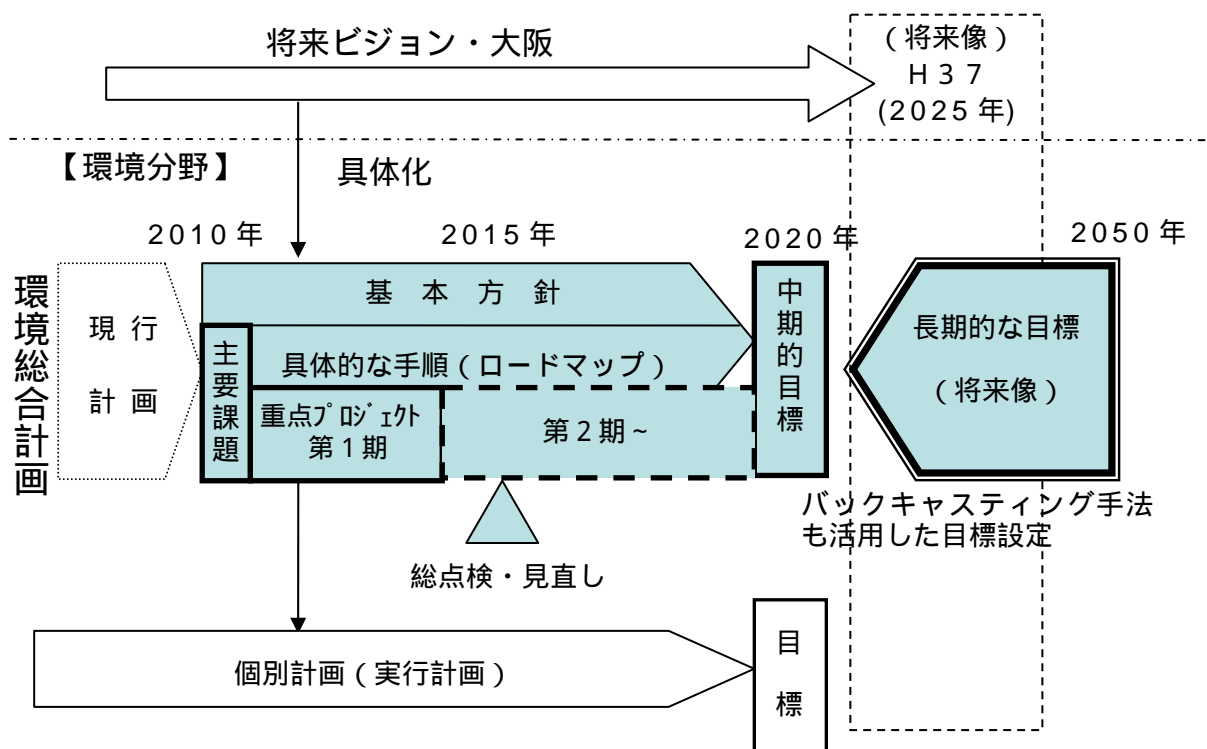 将来ビジョン・大阪
（将来像）
Ｈ３７
(2025年)
【環境分野】
具体化
2010年
2015年
2020年
2050年
環境総合計画
現行
計画
基本方針
主要課題
具体的な手順（ロードマップ）
重点ﾌﾟﾛｼﾞｪｸﾄ
第１期
第２期~
中期的目標
長期的な目標
（将来像）
バックキャスティング手法
も活用した目標設定
総点検・見直し
個別計画（実行計画）
目標